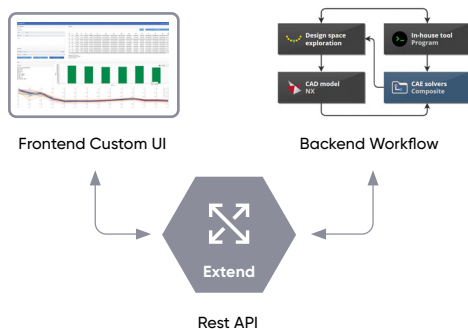 Design space
exploration
In-house tool
Program
CAD model
NX
CAE solvers
Composite
Frontend Custom UI
Backend Workflow
Extend
Rest API